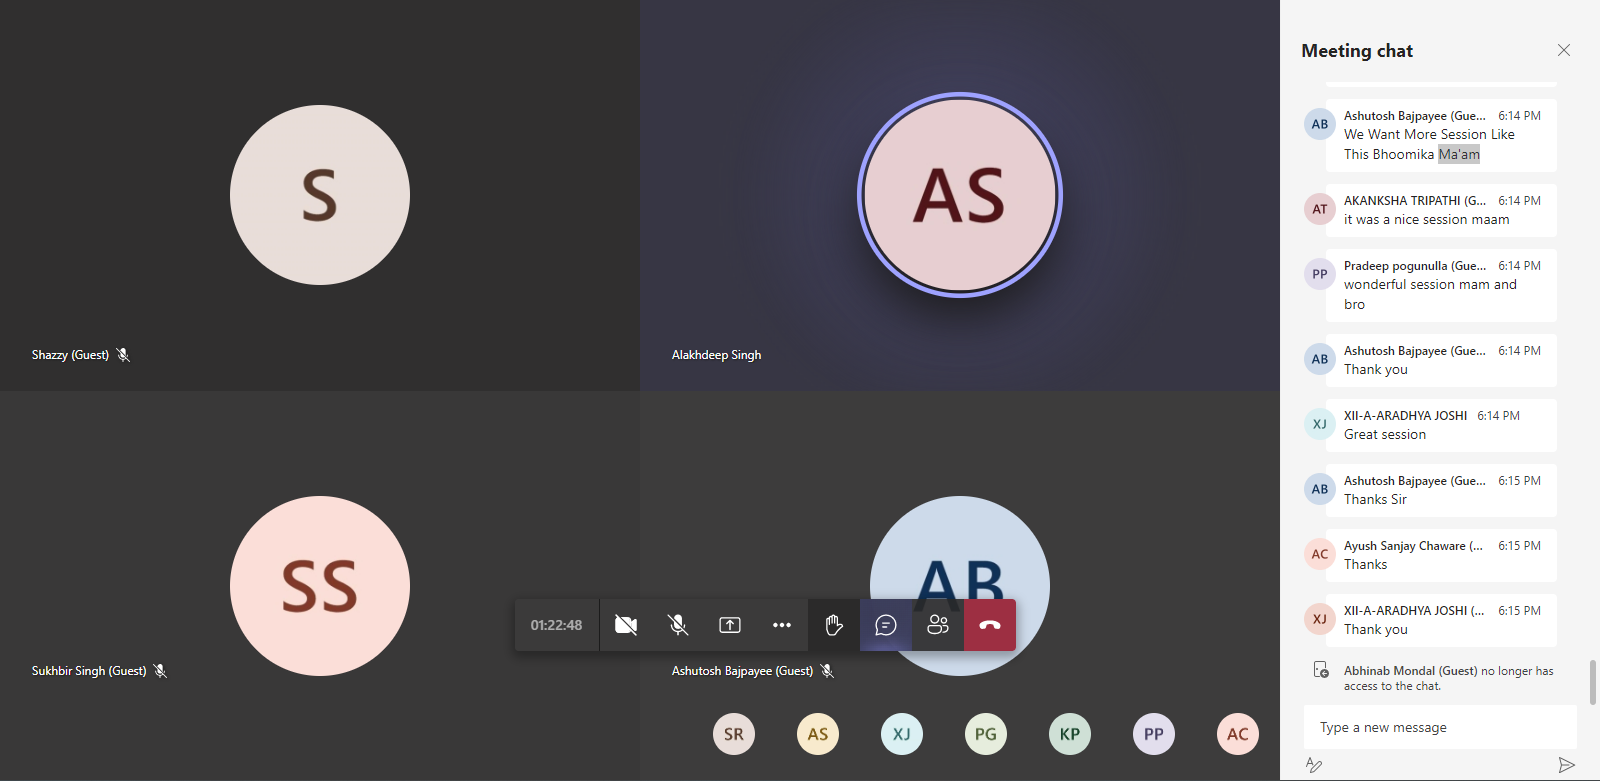 S
Shazzy (Guest)
AS
Alakhdeep Singh
SS
Sukhbir Singh (Guest)
AB
Ashutosh Bajpayee (Guest)
01:22:48
SR
AS
XJ
PG
KP
PP
AC
Meeting chat
AB
Ashutosh Bajpayee (Gue... 6:14 PM
We Want More Session Like
This Bhoomika Ma'am
AT
AKANKSHA TRIPATHI (G... 6:14 PM
it was a nice session maam
PP
Pradeep pogunulla (Gue... 6:14 PM
wonderful session mam and
bro
AB
Ashutosh Bajpayee (Gue... 6:14 PM
Thank you
XJ
XII-A-ARADHYA JOSHI 6:14 PM
Great session
AB
Ashutosh Bajpayee (Gue... 6:15 PM
Thanks Sir
AC
Ayush Sanjay Chaware (... 6:15 PM
Thanks
XJ
XII-A-ARADHYA JOSHI (... 6:15 PM
Thank you
Abhinab Mondal (Guest) no longer has
access to the chat.
Type a new message